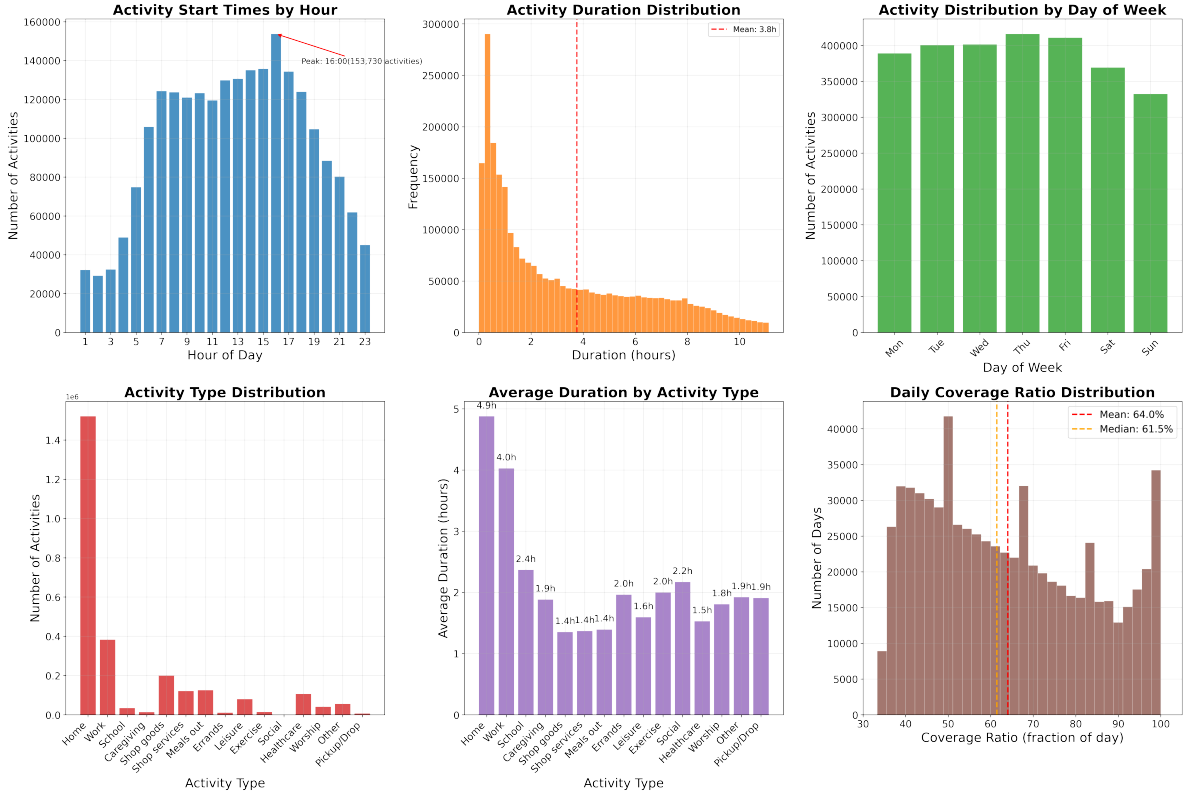 Activity Start Times by Hour
Number of Activities
160000
140000
120000
100000
80000
60000
40000
20000
0
Peak: 16:00(153,730 activities)
1 3 5 7 9 11 13 15 17 19 21 23
Hour of Day
Activity Duration Distribution
Frequency
300000
250000
200000
150000
100000
50000
0
Mean: 3.8h
0 2 4 6 8 10
Duration (hours)
Activity Distribution by Day of Week
Number of Activities
400000
350000
300000
250000
200000
150000
100000
50000
0
Mon Tue Wed Thu Fri Sat Sun
Day of Week
Activity Type Distribution
1e6
Number of Activities
1.4
1.2
1.0
0.8
0.6
0.4
0.2
0.0
Home Work School Caregiving Shop goods Shop services Meals out Errands Leisure Exercise Social Healthcare Worship Other Pickup/Drop
Activity Type
Average Duration by Activity Type
Average Duration (hours)
5
4
3
2
1
0
4.9h 4.0h 2.4h 1.9h 1.4h 1.4h 1.4h 2.0h 1.6h 2.0h 2.2h 1.5h 1.8h 1.9h 1.9h
Home Work School Caregiving Shop goods Shop services Meals out Errands Leisure Exercise Social Healthcare Worship Other Pickup/Drop
Activity Type
Daily Coverage Ratio Distribution
Number of Days
40000
35000
30000
25000
20000
15000
10000
5000
0
Mean: 64.0%
Median: 61.5%
30 40 50 60 70 80 90 100
Coverage Ratio (fraction of day)